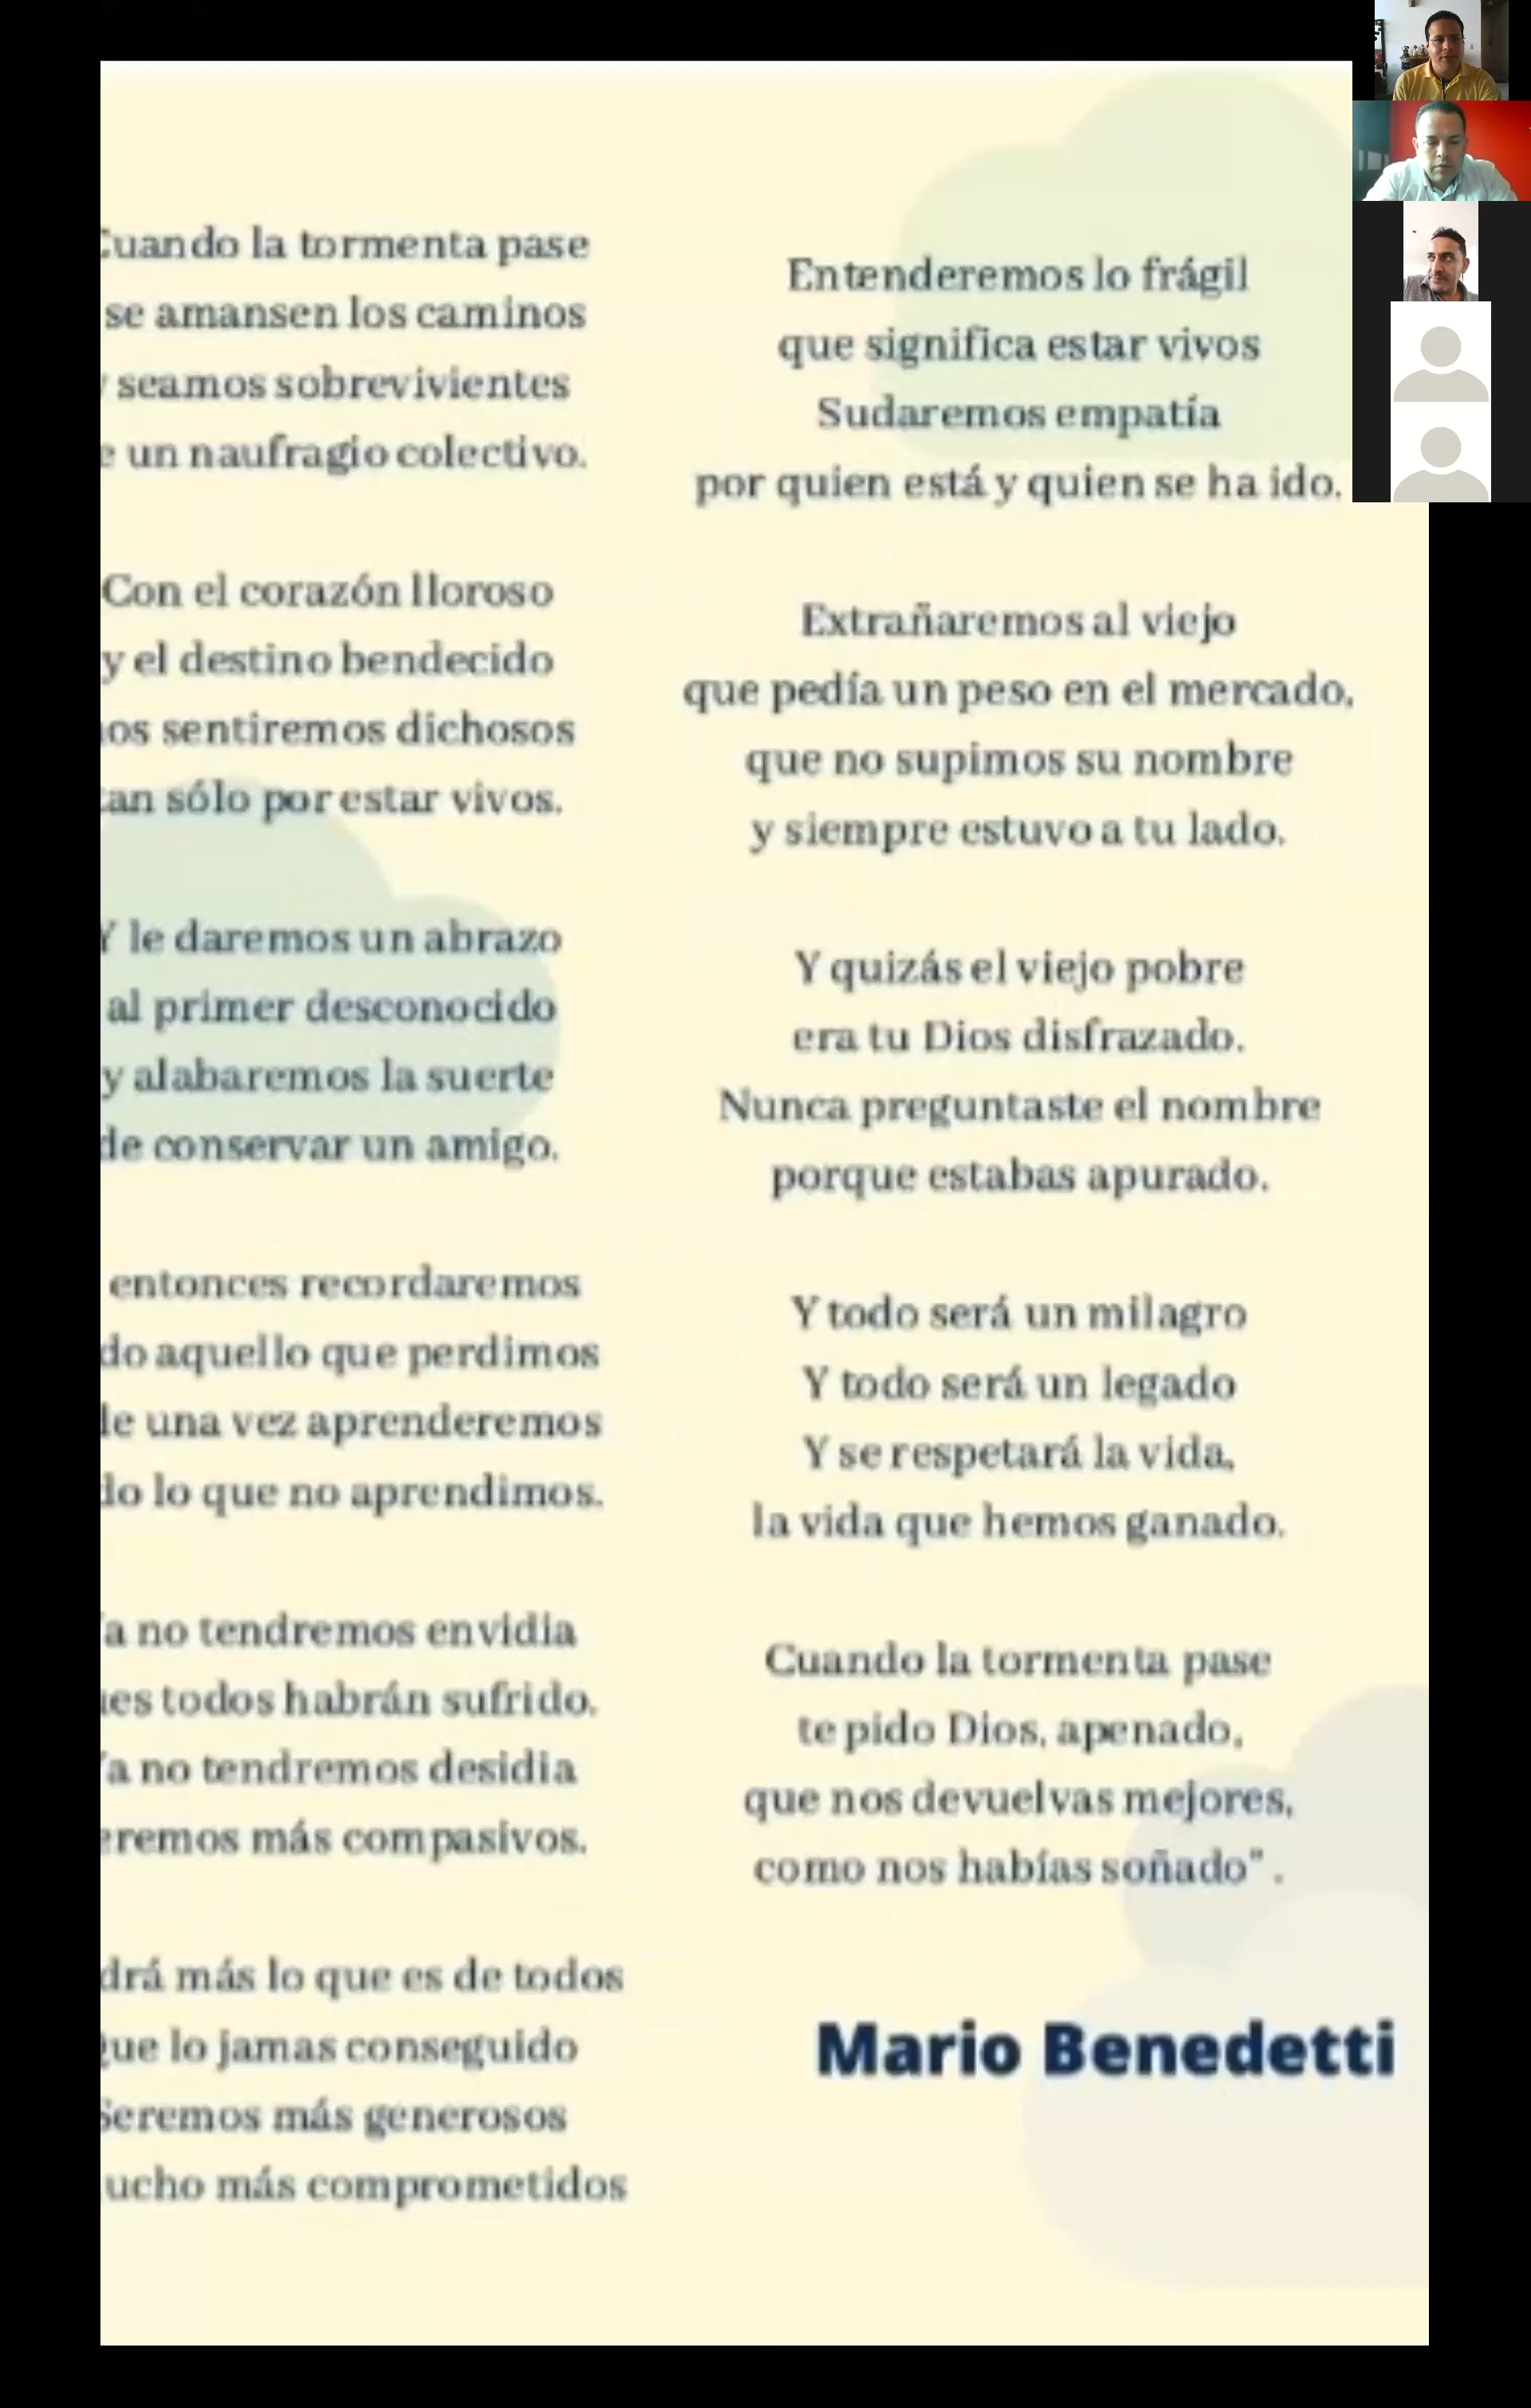 Cuando la tormenta pase
se amansen los caminos
seamos sobrevivientes
un naufragio colectivo.
Con el corazón lloroso
y el destino bendecido
os sentiremos dichosos
an sólo por estar vivos.
Y le daremos un abrazo
al primer desconocido
y alabaremos la suerte
de conservar un amigo.
entonces recordaremos
do aquello que perdimos
de una vez aprenderemos
do lo que no aprendimos.
a no tendremos envidia
es todos habrán sufrido.
a no tendremos desidia
eremos más compasivos.
drá más lo que es de todos
que lo jamas conseguido
Seremos más generosos
ucho más comprometidos
Entenderemos lo frágil
que significa estar vivos
Sudaremos empatía
por quien está y quien se ha ido.
Extrañaremos al viejo
que pedía un peso en el mercado,
que no supimos su nombre
y siempre estuvo a tu lado.
Y quizás el viejo pobre
era tu Dios disfrazado.
Nunca preguntaste el nombre
porque estabas apurado.
Y todo será un milagro
Y todo será un legado
Y se respetará la vida,
la vida que hemos ganado.
Cuando la tormenta pase
te pido Dios, apenado,
que nos devuelvas mejores,
como nos habías soñado" .
Mario Benedetti